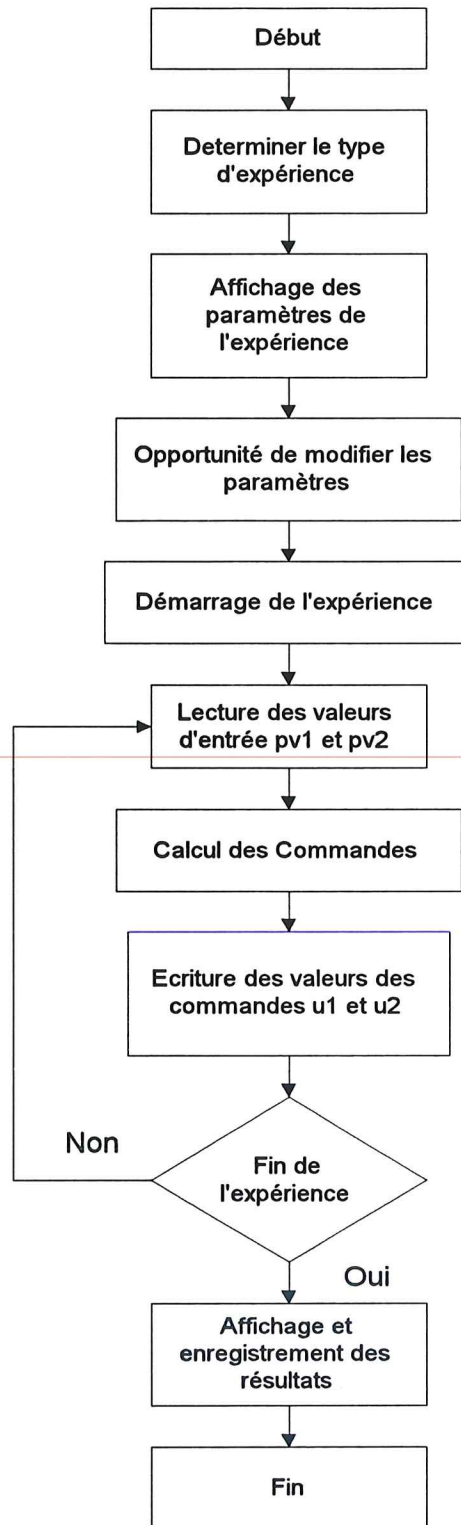 Début
Determiner le type
d'expérience
Affichage des
paramètres de
l'expérience
Opportunité de modifier les
paramètres
Démarrage de l'expérience
Lecture des valeurs
d'entrée pv1 et pv2
Calcul des Commandes
Ecriture des valeurs des
commandes u1 et u2
Non
Fin de
l'expérience
Oui
Affichage et
enregistrement des
résultats
Fin